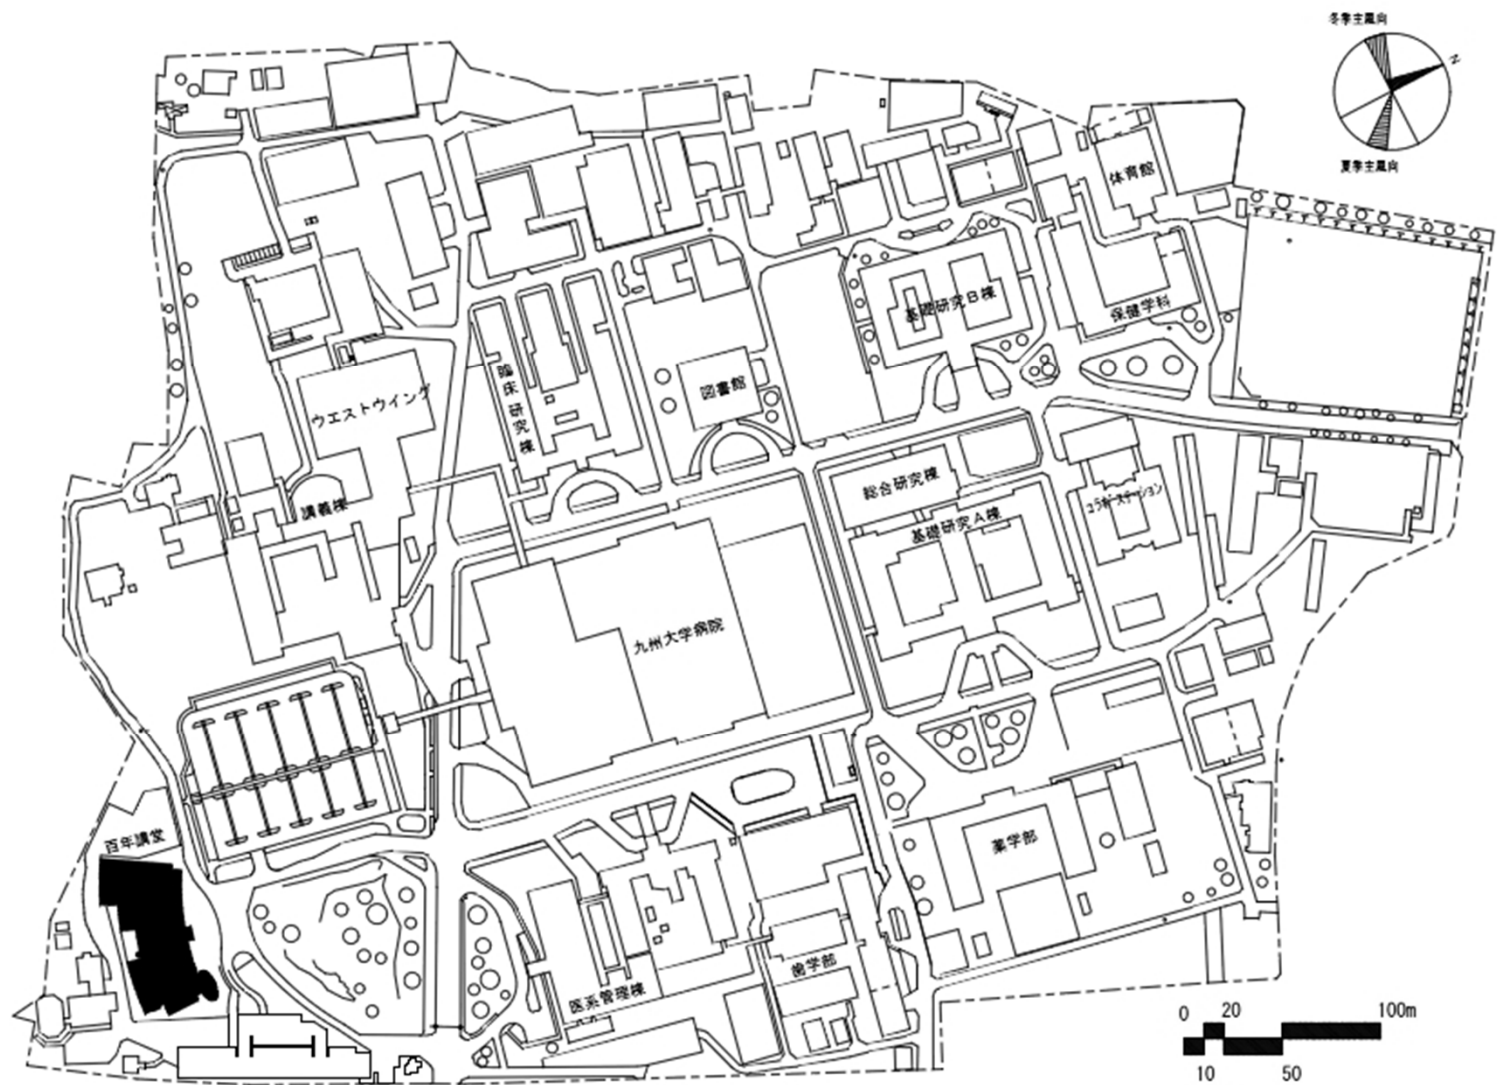 冬季主風向
N
夏季主風向
体育館
基礎研究B棟
保健学科
臨床研究棟
図書館
ウエストウイング
総合研究棟
コラボ・ステーション
講義棟
基礎研究A棟
九州大学病院
百年講堂
薬学部
歯学部
医系管理棟
0 20 100m
10 50